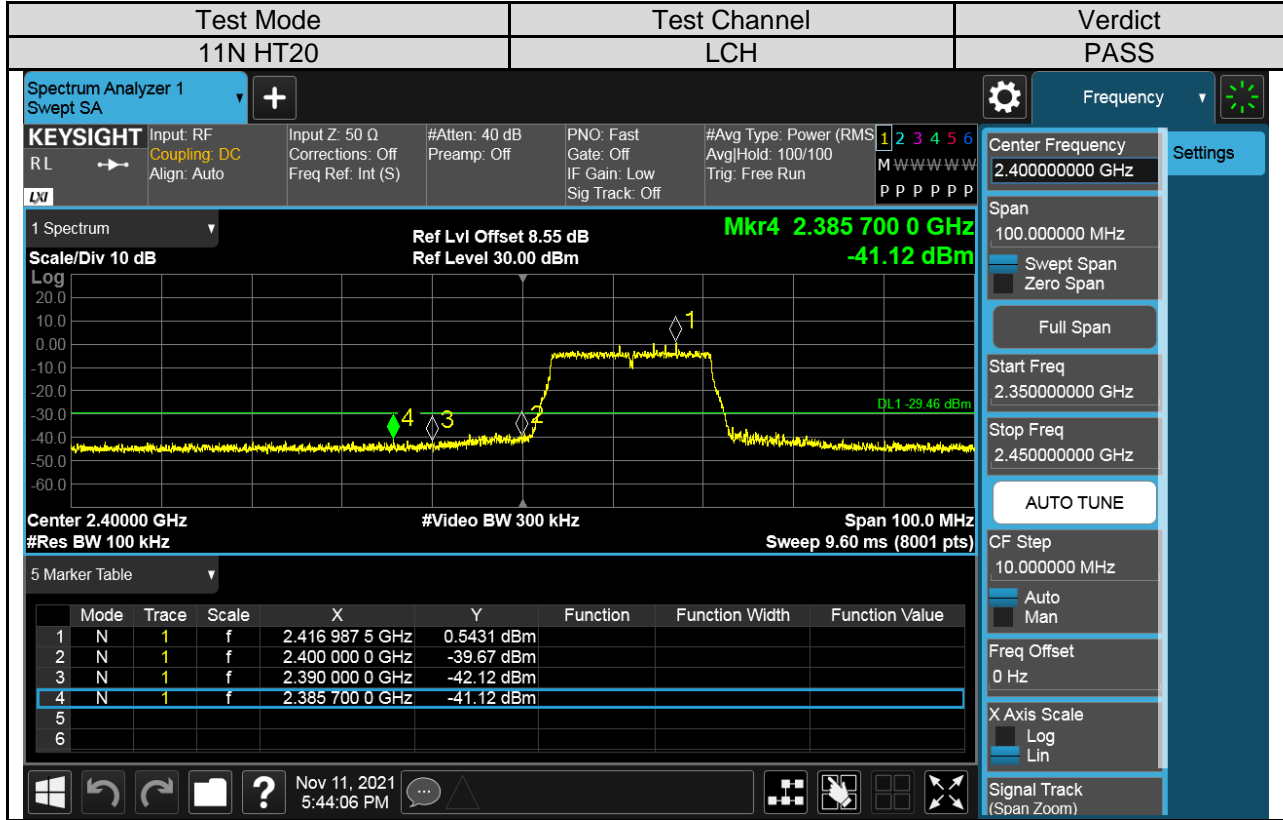 Test Mode Test Channel Verdict
11N HT20 LCH PASS
Spectrum Analyzer 1
Swept SA
+
Frequency
KEYSIGHT
RL
LXI
Input: RF
Coupling: DC
Align: Auto
Input Z: 50 Ω
Corrections: Off
Freq Ref: Int (S)
#Atten: 40 dB
Preamp: Off
PNO: Fast
Gate: Off
IF Gain: Low
Sig Track: Off
#Avg Type: Power (RMS
Avg|Hold: 100/100
Trig: Free Run
1 2 3 4 5 6
M W W W W W
P P P P P P
1 Spectrum
Scale/Div 10 dB
Ref Lvl Offset 8.55 dB
Ref Level 30.00 dBm
Mkr4 2.385 700 0 GHz
-41.12 dBm
Log
20.0
10.0
0.00
-10.0
-20.0
-30.0
-40.0
-50.0
-60.0
1
DL1 -29.46 dBm
4 3 2
Center 2.40000 GHz #Video BW 300 kHz Span 100.0 MHz
#Res BW 100 kHz Sweep 9.60 ms (8001 pts)
5 Marker Table
Mode Trace Scale X Y Function Function Width Function Value
1 N 1 f 2.416 987 5 GHz 0.5431 dBm
2 N 1 f 2.400 000 0 GHz -39.67 dBm
3 N 1 f 2.390 000 0 GHz -42.12 dBm
4 N 1 f 2.385 700 0 GHz -41.12 dBm
5
6
?
Nov 11, 2021
5:44:06 PM
Center Frequency
2.400000000 GHz
Settings
Span
100.000000 MHz
Swept Span
Zero Span
Full Span
Start Freq
2.350000000 GHz
Stop Freq
2.450000000 GHz
AUTO TUNE
CF Step
10.000000 MHz
Auto
Man
Freq Offset
0 Hz
X Axis Scale
Log
Lin
Signal Track
(Span Zoom)